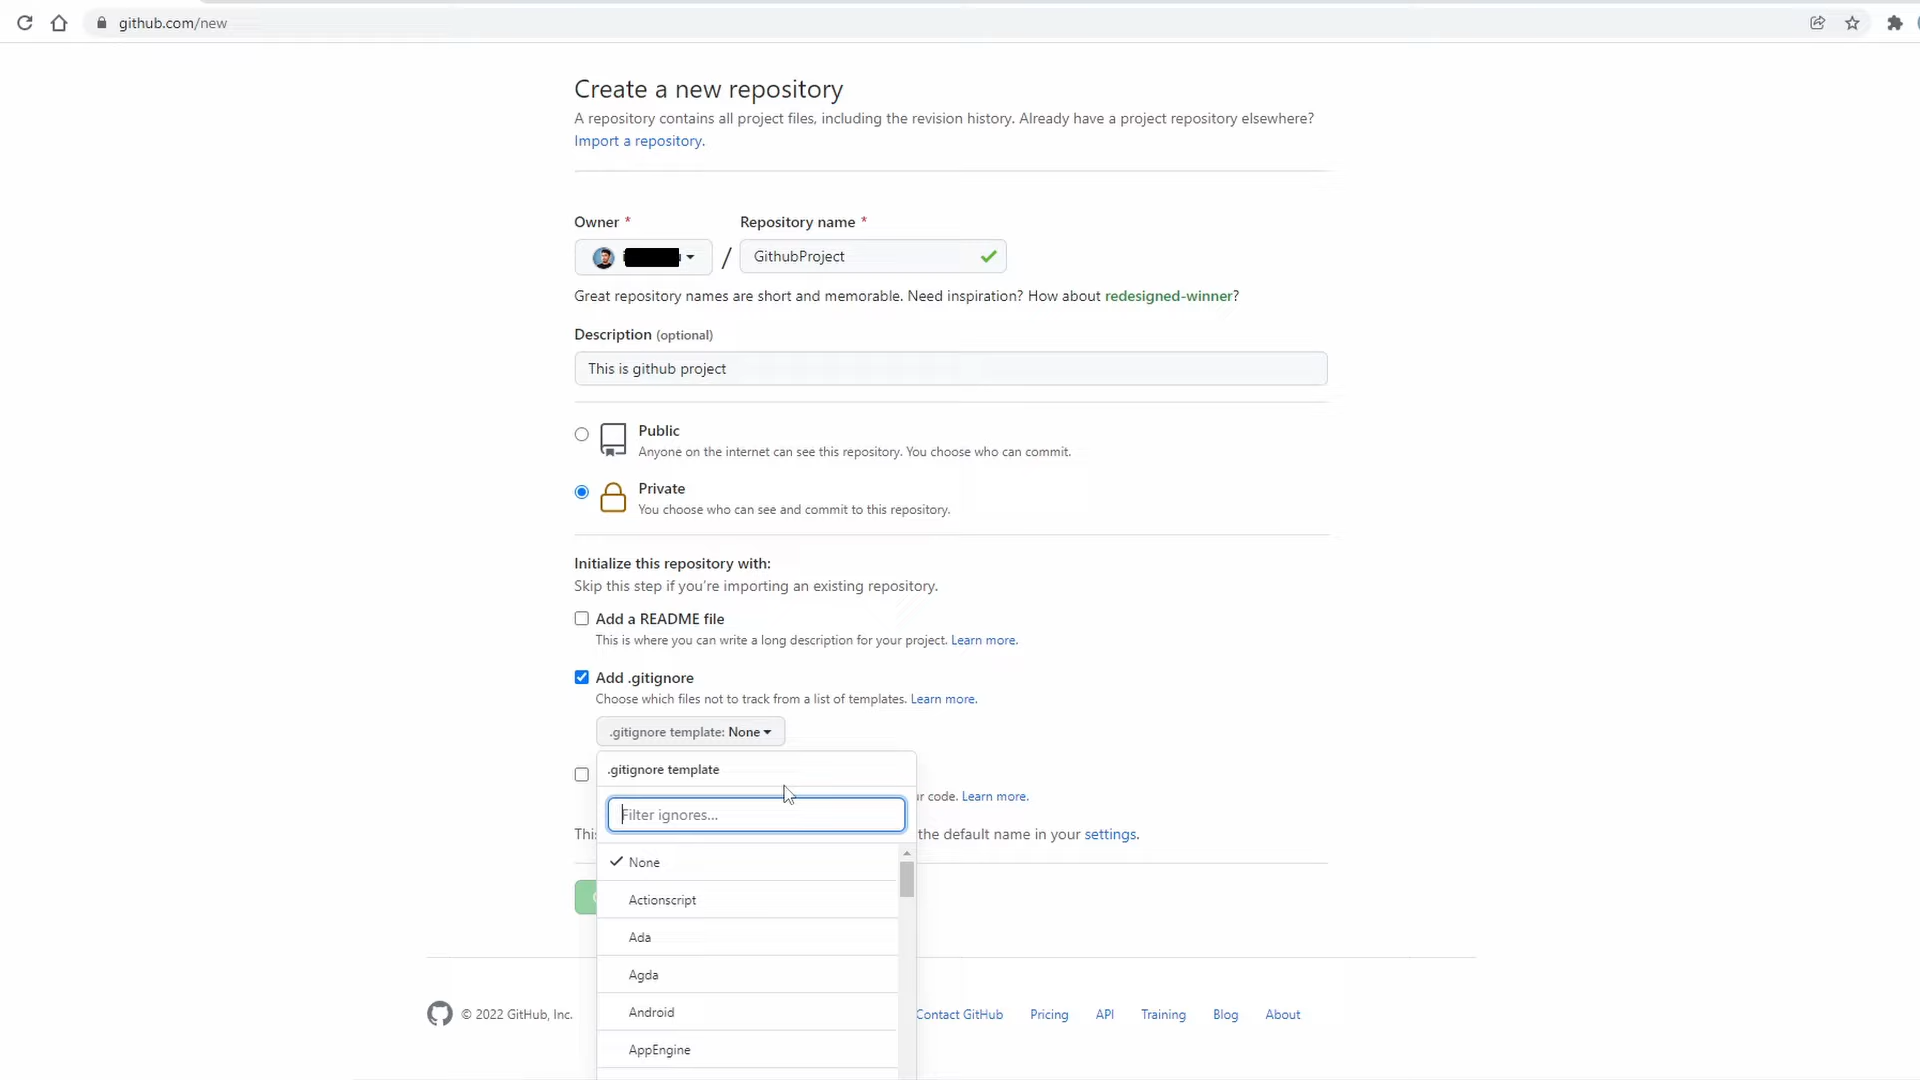 github.com/new
Create a new repository
A repository contains all project files, including the revision history. Already have a project repository elsewhere?
Import a repository.
Owner *
Repository name *
/
GithubProject
Great repository names are short and memorable. Need inspiration? How about redesigned-winner?
Description (optional)
This is github project
Public
Anyone on the internet can see this repository. You choose who can commit.
Private
You choose who can see and commit to this repository.
Initialize this repository with:
Skip this step if you're importing an existing repository.
Add a README file
This is where you can write a long description for your project. Learn more.
Add .gitignore
Choose which files not to track from a list of templates. Learn more.
.gitignore template: None
.gitignore template
code. Learn more.
Filter ignores...
the default name in your settings.
None
Actionscript
Ada
Agda
Android
AppEngine
© 2022 GitHub, Inc.
Contact GitHub
Pricing
API
Training
Blog
About